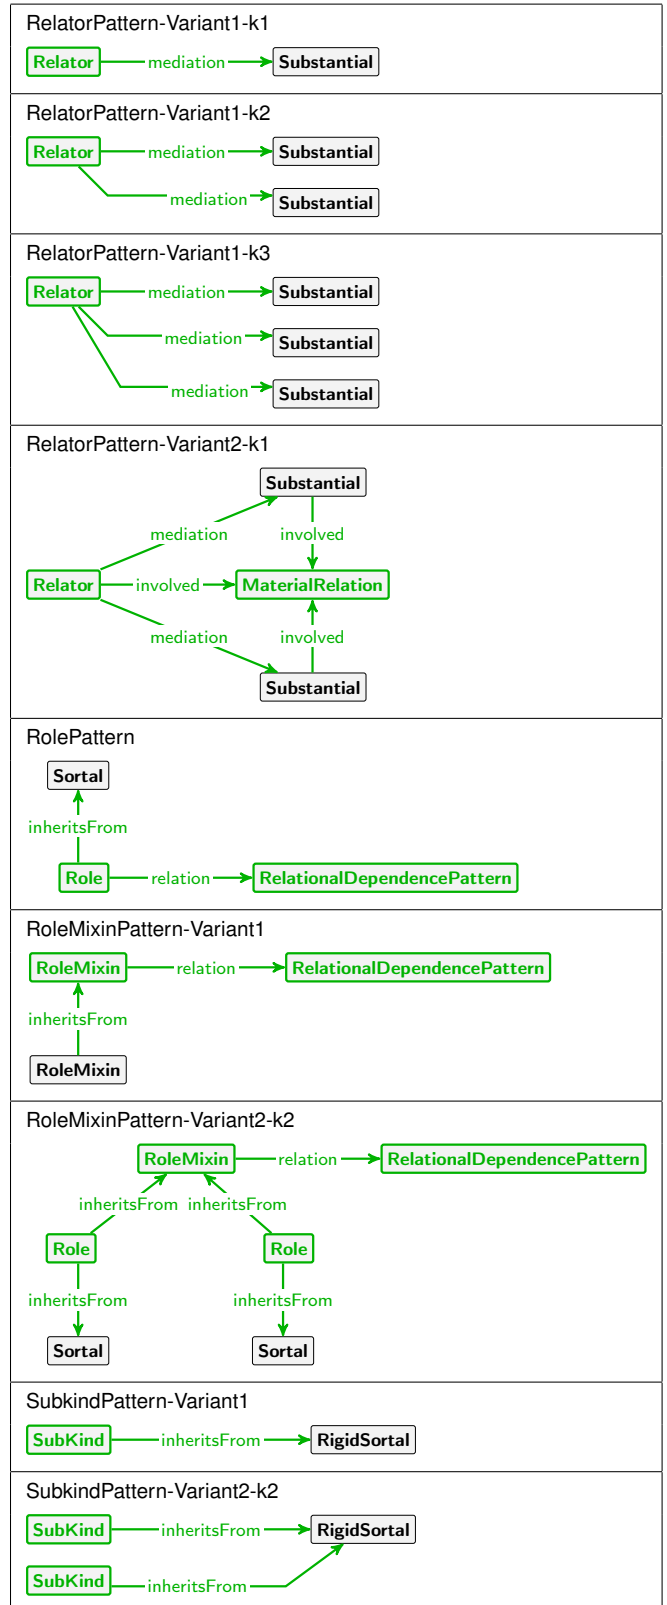 RelatorPattern-Variant1-k1
Relator mediation Substantial
RelatorPattern-Variant1-k2
Relator mediation Substantial
mediation Substantial
RelatorPattern-Variant1-k3
Relator mediation Substantial
mediation Substantial
mediation Substantial
RelatorPattern-Variant2-k1
Substantial
mediation involved
Relator involved MaterialRelation
mediation involved
Substantial
RolePattern
Sortal
inheritsFrom
Role relation RelationalDependencePattern
RoleMixinPattern-Variant1
RoleMixin relation RelationalDependencePattern
inheritsFrom
RoleMixin
RoleMixinPattern-Variant2-k2
RoleMixin relation RelationalDependencePattern
inheritsFrom inheritsFrom
Role Role
inheritsFrom inheritsFrom
Sortal Sortal
SubkindPattern-Variant1
SubKind inheritsFrom RigidSortal
SubkindPattern-Variant2-k2
SubKind inheritsFrom RigidSortal
SubKind inheritsFrom